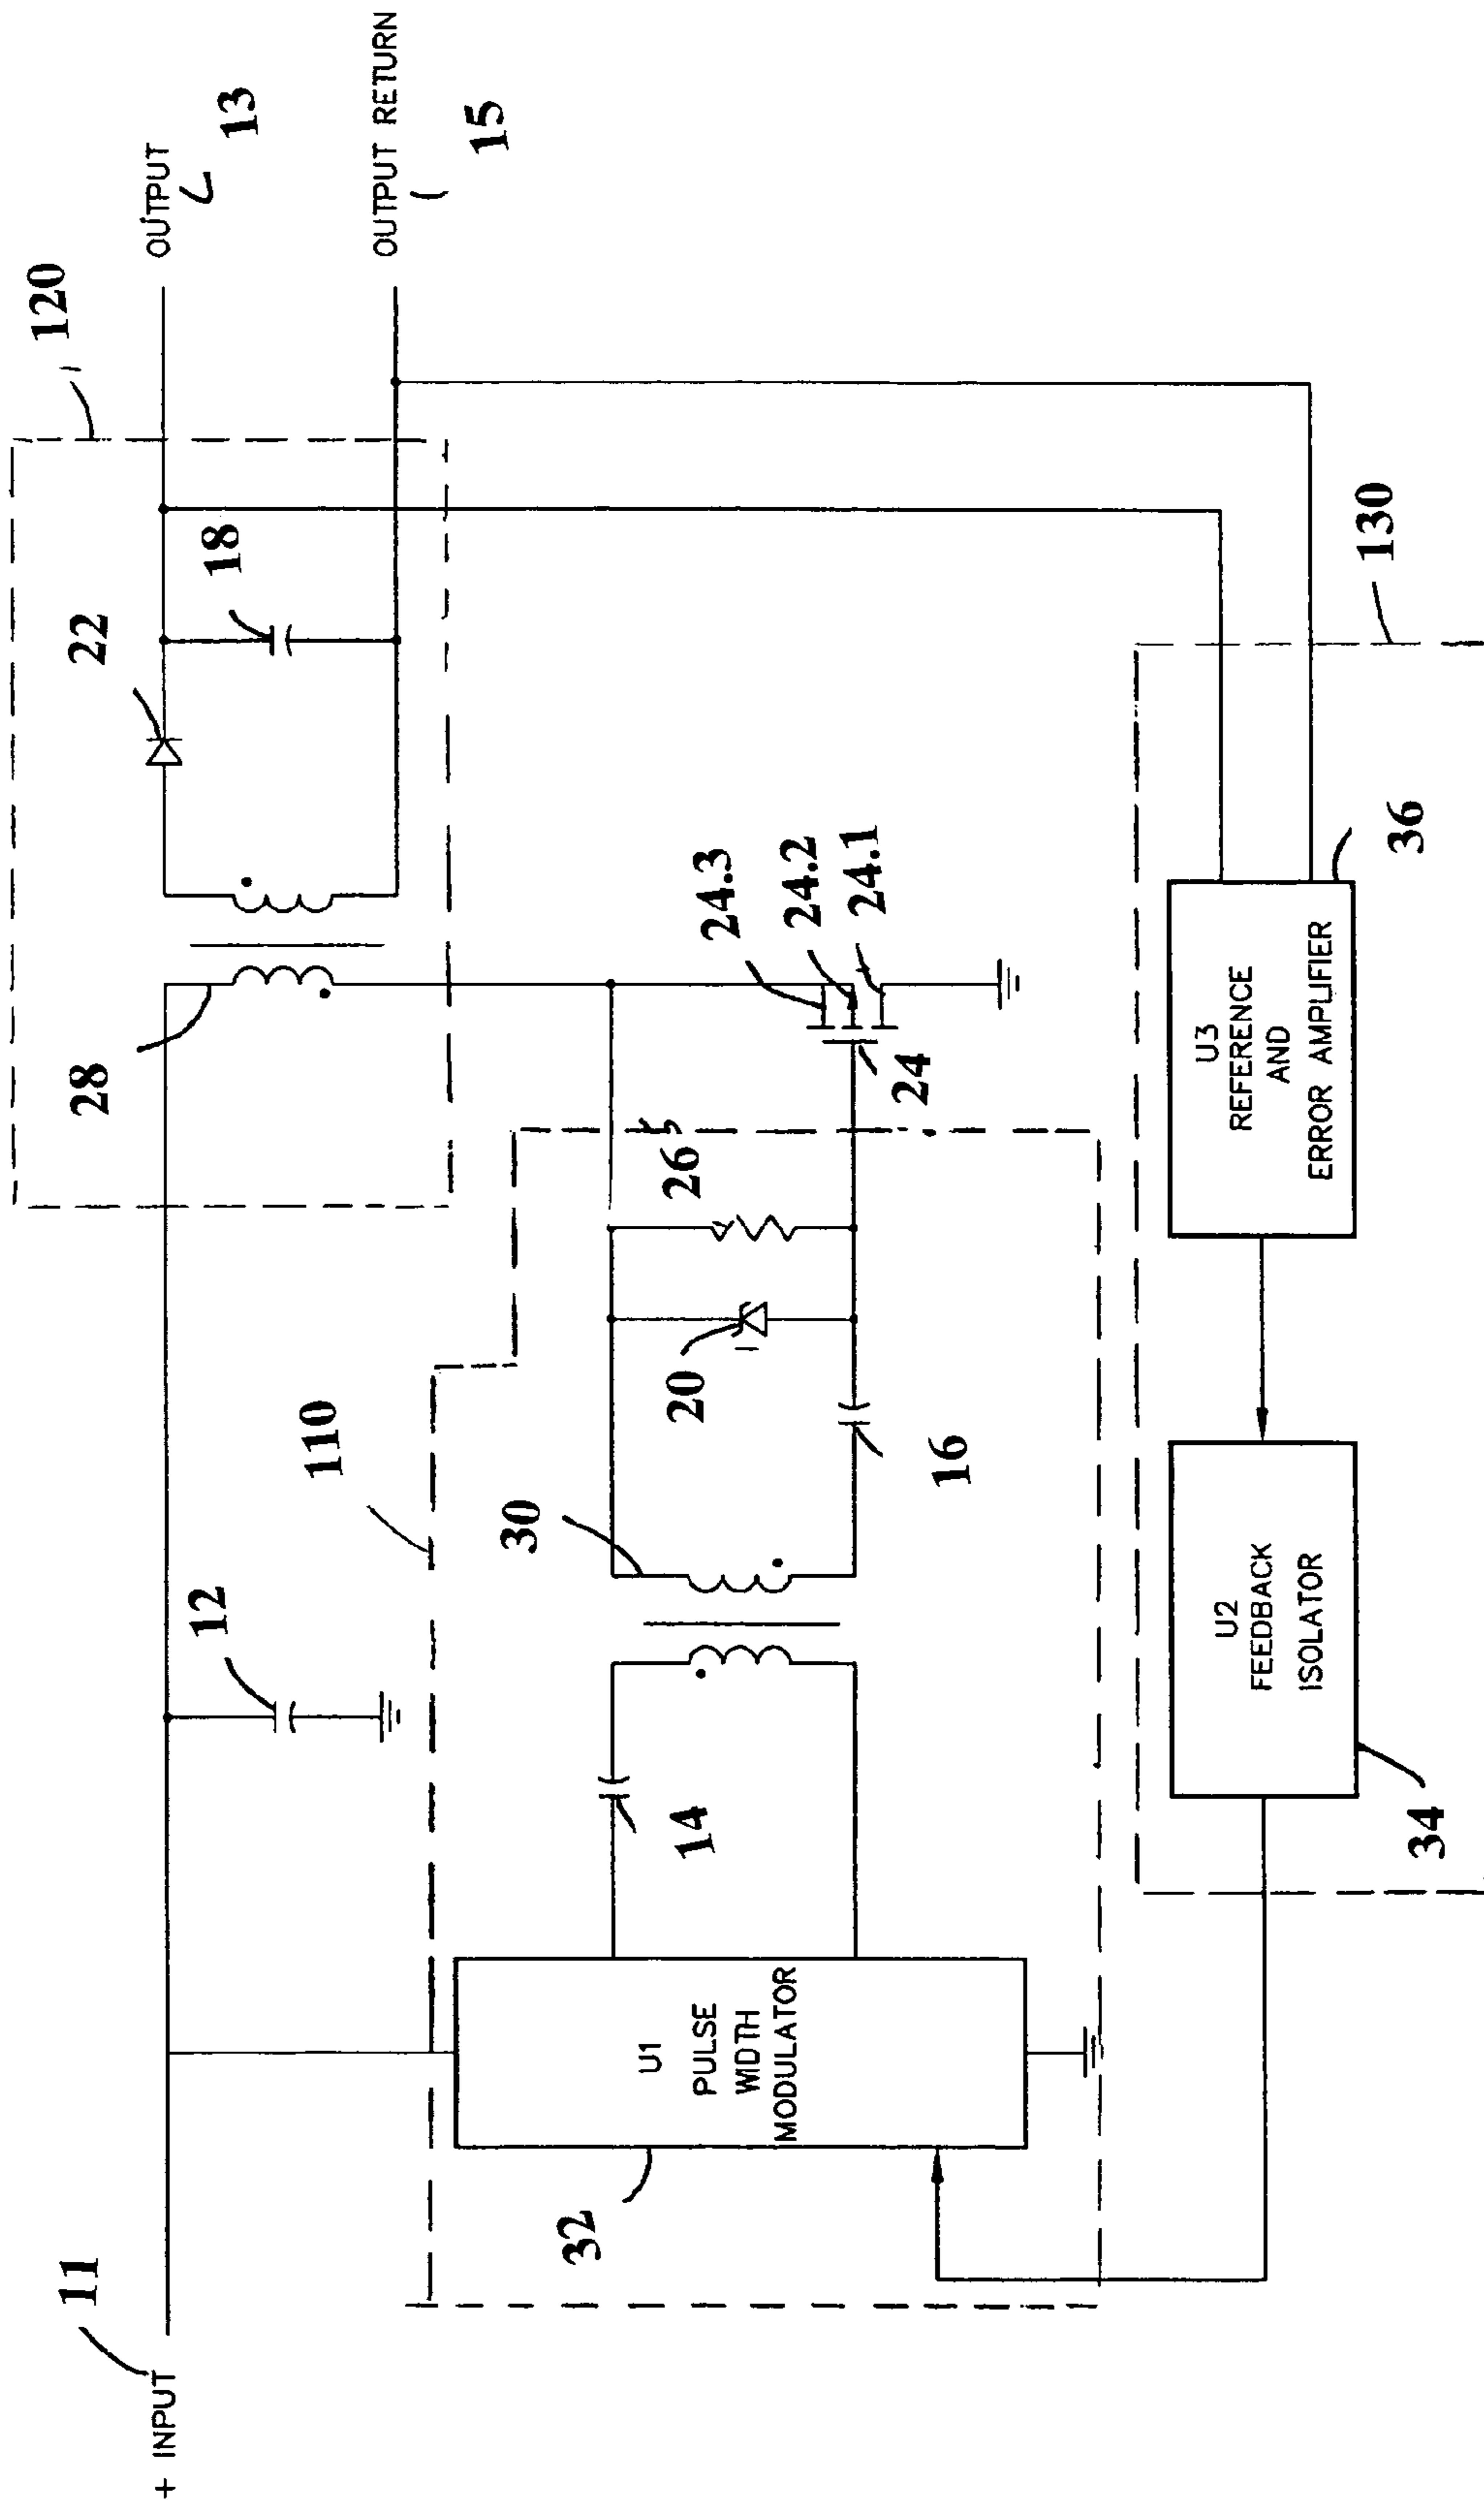 120
OUTPUT
13
OUTPUT RETURN
15
22
18
28
24.3
24.2
24.1
24
26
20
110
30
16
12
14
11
+ INPUT
32
U1
PULSE
WIDTH
MODULATOR
130
36
U3
REFERENCE
AND
ERROR AMPLIFIER
U2
FEEDBACK
ISOLATOR
34